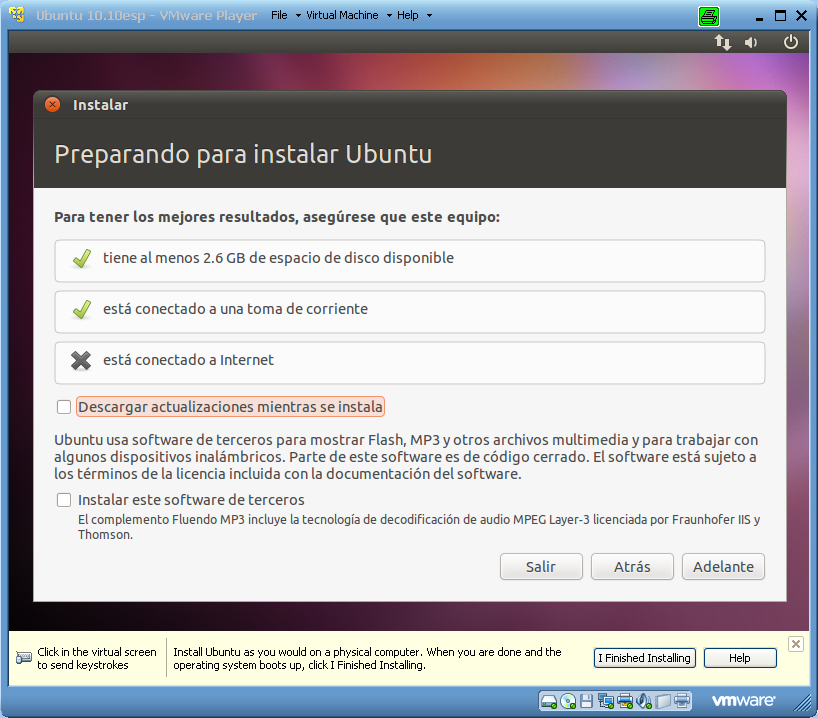 Ubuntu 10.10esp - VMware Player File Virtual Machine Help
Instalar
Preparando para instalar Ubuntu
Para tener los mejores resultados, asegúrese que este equipo:
tiene al menos 2.6 GB de espacio de disco disponible
está conectado a una toma de corriente
está conectado a Internet
Descargar actualizaciones mientras se instala
Ubuntu usa software de terceros para mostrar Flash, MP3 y otros archivos multimedia y para trabajar con
algunos dispositivos inalámbricos. Parte de este software es de código cerrado. El software está sujeto a
los términos de la licencia incluida con la documentación del software.
Instalar este software de terceros
El complemento Fluendo MP3 incluye la tecnología de decodificación de audio MPEG Layer-3 licenciada por Fraunhofer IIS y
Thomson.
Salir Atrás Adelante
Click in the virtual screen
to send keystrokes
Install Ubuntu as you would on a physical computer. When you are done and the
operating system boots up, click I Finished Installing.
I Finished Installing Help
vmware